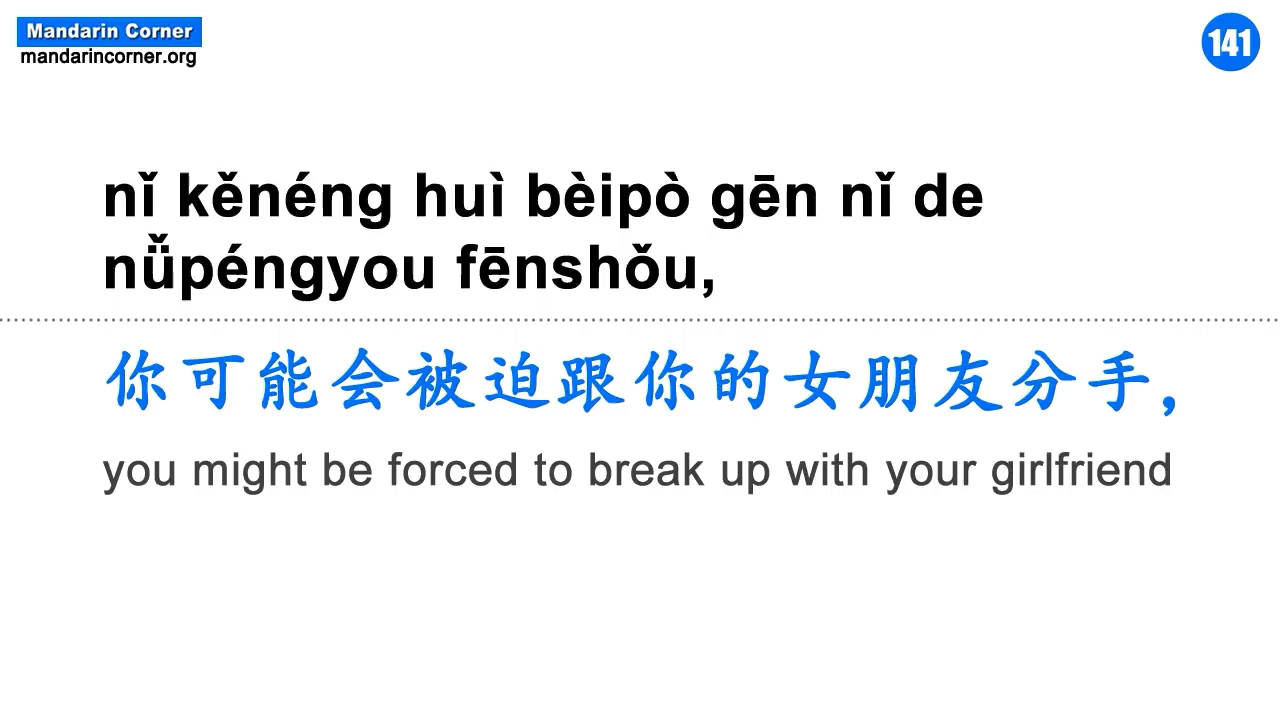 Mandarin Corner
mandarincorner.org
141
nǐ kěnéng huì bèipò gēn nǐ de
nǚpéngyou fēnshǒu,
你可能会被迫跟你的女朋友分手,
you might be forced to break up with your girlfriend